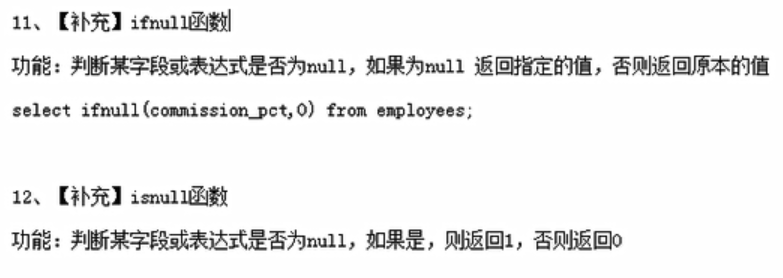 11、【补充】ifnull函数
功能：判断某字段或表达式是否为null，如果为null 返回指定的值，否则返回原本的值
select ifnull(commission_pct,0) from employees;
12、【补充】isnull函数
功能：判断某字段或表达式是否为null，如果是，则返回1，否则返回0